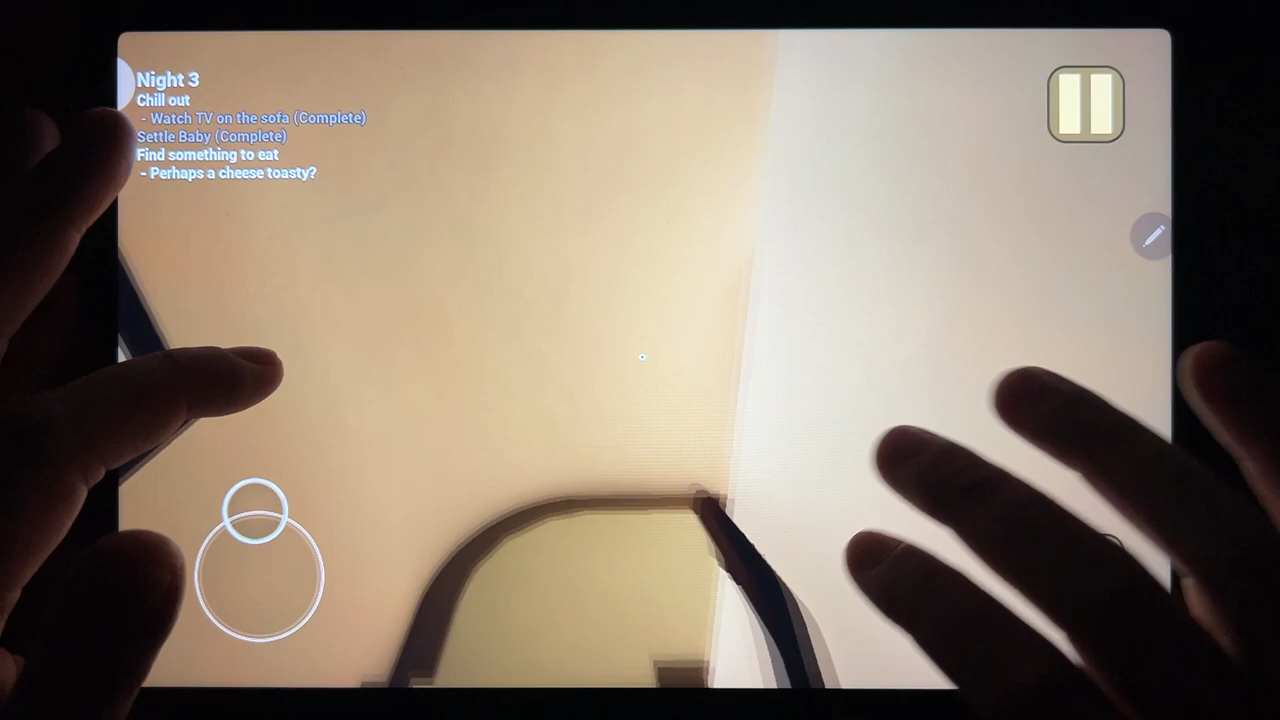 Night 3
Chill out
- Watch TV on the sofa (Complete)
Settle Baby (Complete)
Find something to eat
- Perhaps a cheese toasty?